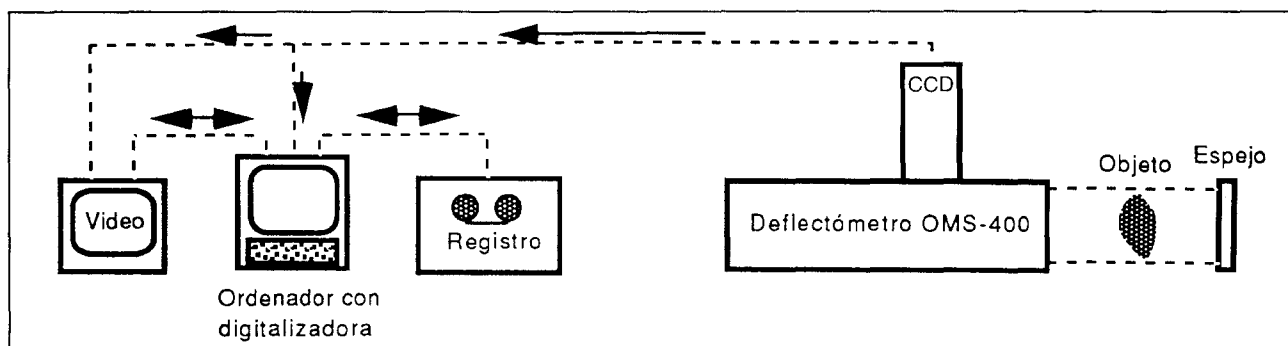 CCD
Objeto
Espejo
Video
Registro
Deflectómetro OMS-400
Ordenador con
digitalizadora